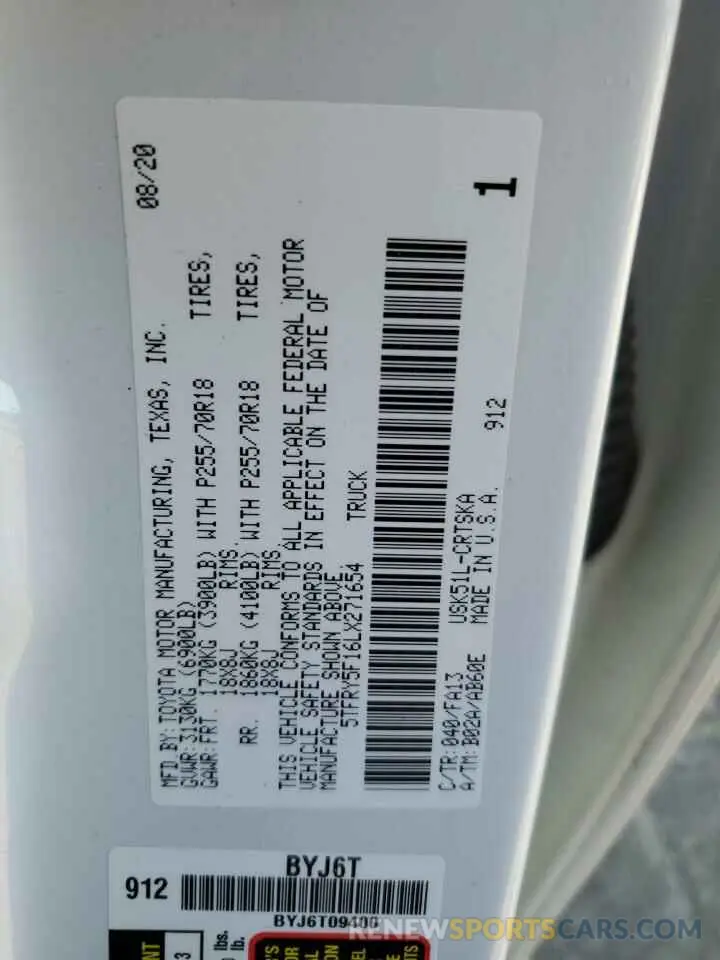 08/20
MFD BY: TOYOTA MOTOR MANUFACTURING, TEXAS, INC.
GVWR: 3130KG (6900LB)
GAWR: FRT. 1770KG (3900LB) WITH P255/70R18 TIRES,
18X8J RIMS.
RR. 1860KG (4100LB) WITH P255/70R18 TIRES,
18X8J RIMS.
THIS VEHICLE CONFORMS TO ALL APPLICABLE FEDERAL MOTOR
VEHICLE SAFETY STANDARDS IN EFFECT ON THE DATE OF
MANUFACTURE SHOWN ABOVE
5TFRY5F16LX271654 TRUCK
C/TR: 040/FA13 USK51L-CRTSKA 912
A/TM: B02A/AB60E MADE IN U.S.A.
1
BYJ6T
912
BYJ6T09406
lbs.
lb.
RENEWSPORTSCARS.COM